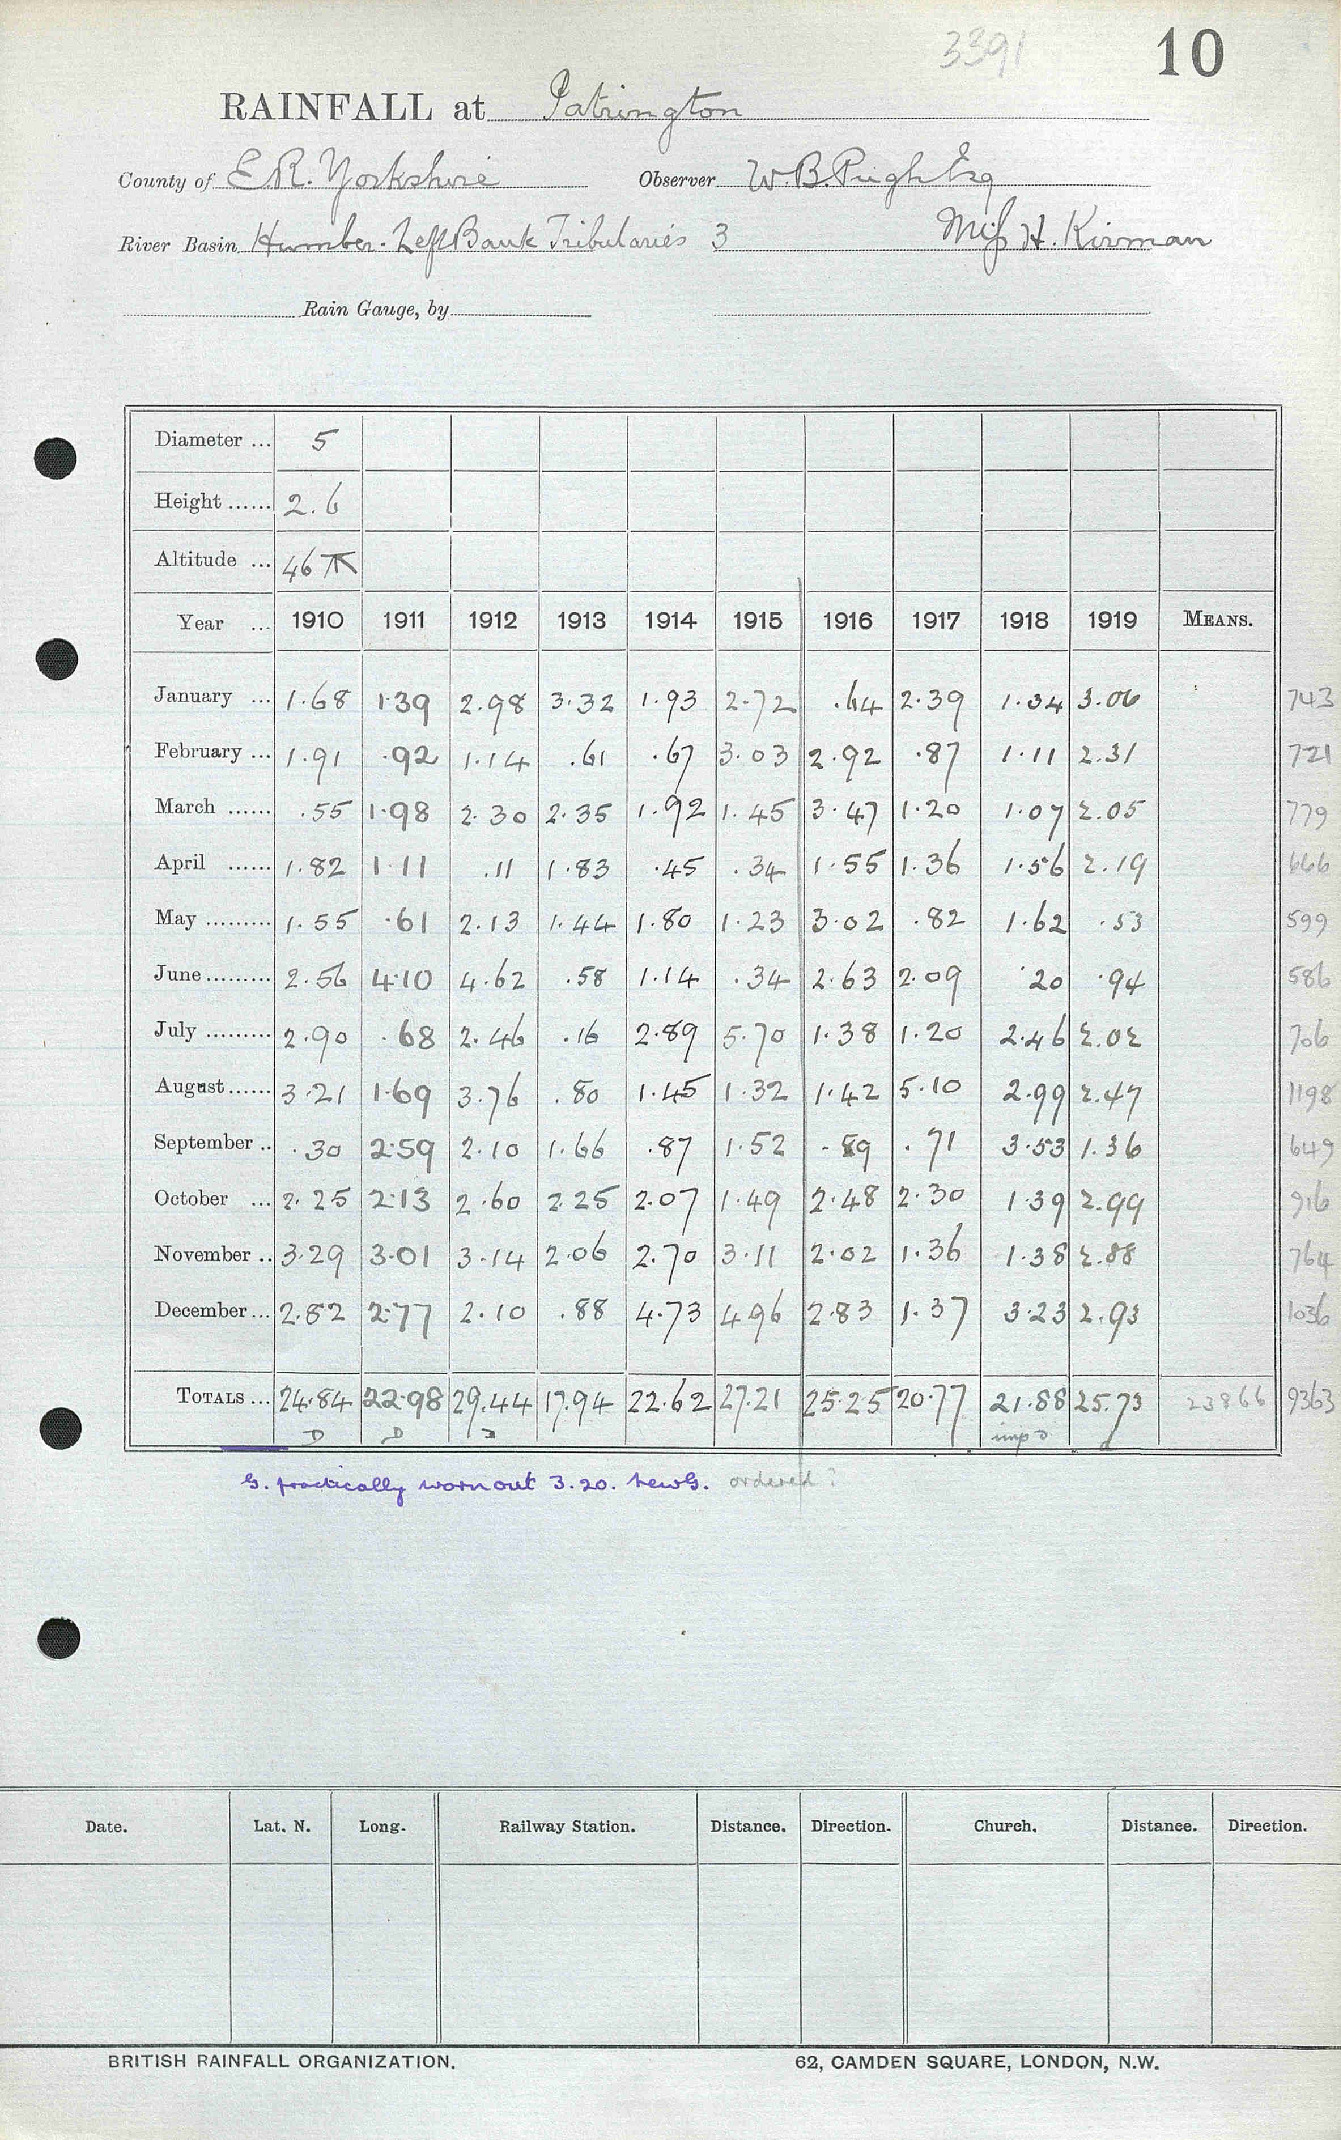 3391
10
RAINFALL at Patrington
County of E.R. Yorkshire Observer W. B. Pugh Esq
River Basin Humber. Left Bank Tributaries 3 Miss H. Kirman
Rain Gauge, by
Diameter ... 5
Height ...... 2.6
Altitude ... 46
Year ... 1910 1911 1912 1913 1914 1915 1916 1917 1918 1919 MEANS.
January ... 1.68 1.39 2.98 3.32 1.93 2.72 .64 2.39 1.34 3.06 743
February ... 1.91 .92 1.14 .61 .67 3.03 2.92 .87 1.11 2.31 721
March ...... .55 1.98 2.30 2.35 1.92 1.45 3.47 1.20 1.07 2.05 779
April ...... 1.82 1.11 .11 1.83 .45 .34 1.55 1.36 1.56 2.19 666
May ......... 1.55 .61 2.13 1.44 1.80 1.23 3.02 .82 1.62 .53 599
June ......... 2.56 4.10 4.62 .58 1.14 .34 2.63 2.09 .20 .94 586
July ......... 2.90 .68 2.46 .16 2.89 5.70 1.38 1.20 2.46 2.02 706
August ...... 3.21 1.69 3.76 .80 1.45 1.32 1.42 5.10 2.99 2.47 1198
September .. .30 2.59 2.10 1.66 .87 1.52 .89 .71 3.53 1.36 649
October ... 2.25 2.13 2.60 2.25 2.07 1.49 2.48 2.30 1.39 2.99 916
November .. 3.29 3.01 3.14 2.06 2.70 3.11 2.02 1.36 1.38 2.88 764
December ... 2.82 2.77 2.10 .88 4.73 4.96 2.83 1.37 3.23 2.93 1036
TOTALS ... 24.84 22.98 29.44 17.94 22.62 27.21 25.25 20.77 21.88 25.73 23866 9363
D D D
G. practically worn out 3.20. New G. ordered?
Date. Lat. N. Long. Railway Station. Distance. Direction. Church. Distance. Direction.
BRITISH RAINFALL ORGANIZATION. 62, CAMDEN SQUARE, LONDON, N.W.